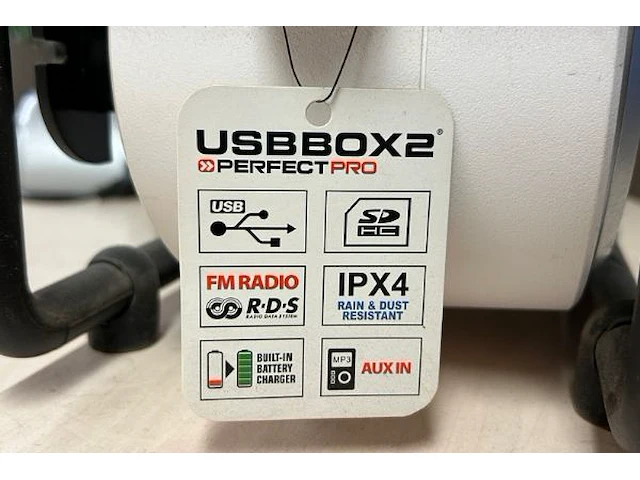 USBBOX2®
PERFECTPRO
USB
SD
HC
FM RADIO
R·D·S
RADIO DATA SYSTEM
IPX4
RAIN & DUST
RESISTANT
BUILT-IN
BATTERY
CHARGER
MP3
AUX IN